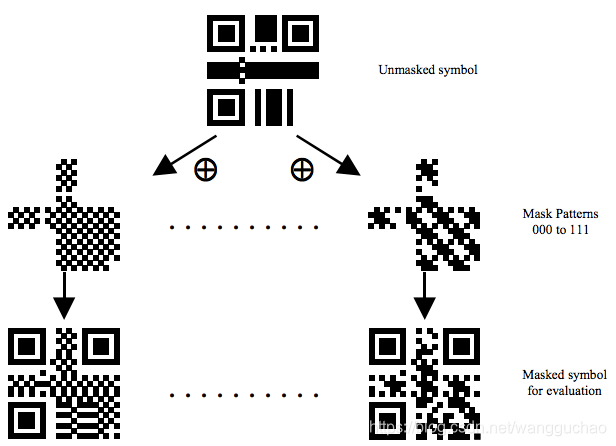 Unmasked symbol
Mask Patterns
000 to 111
Masked symbol
for evaluation
https://blog.csdn.net/wangguchao